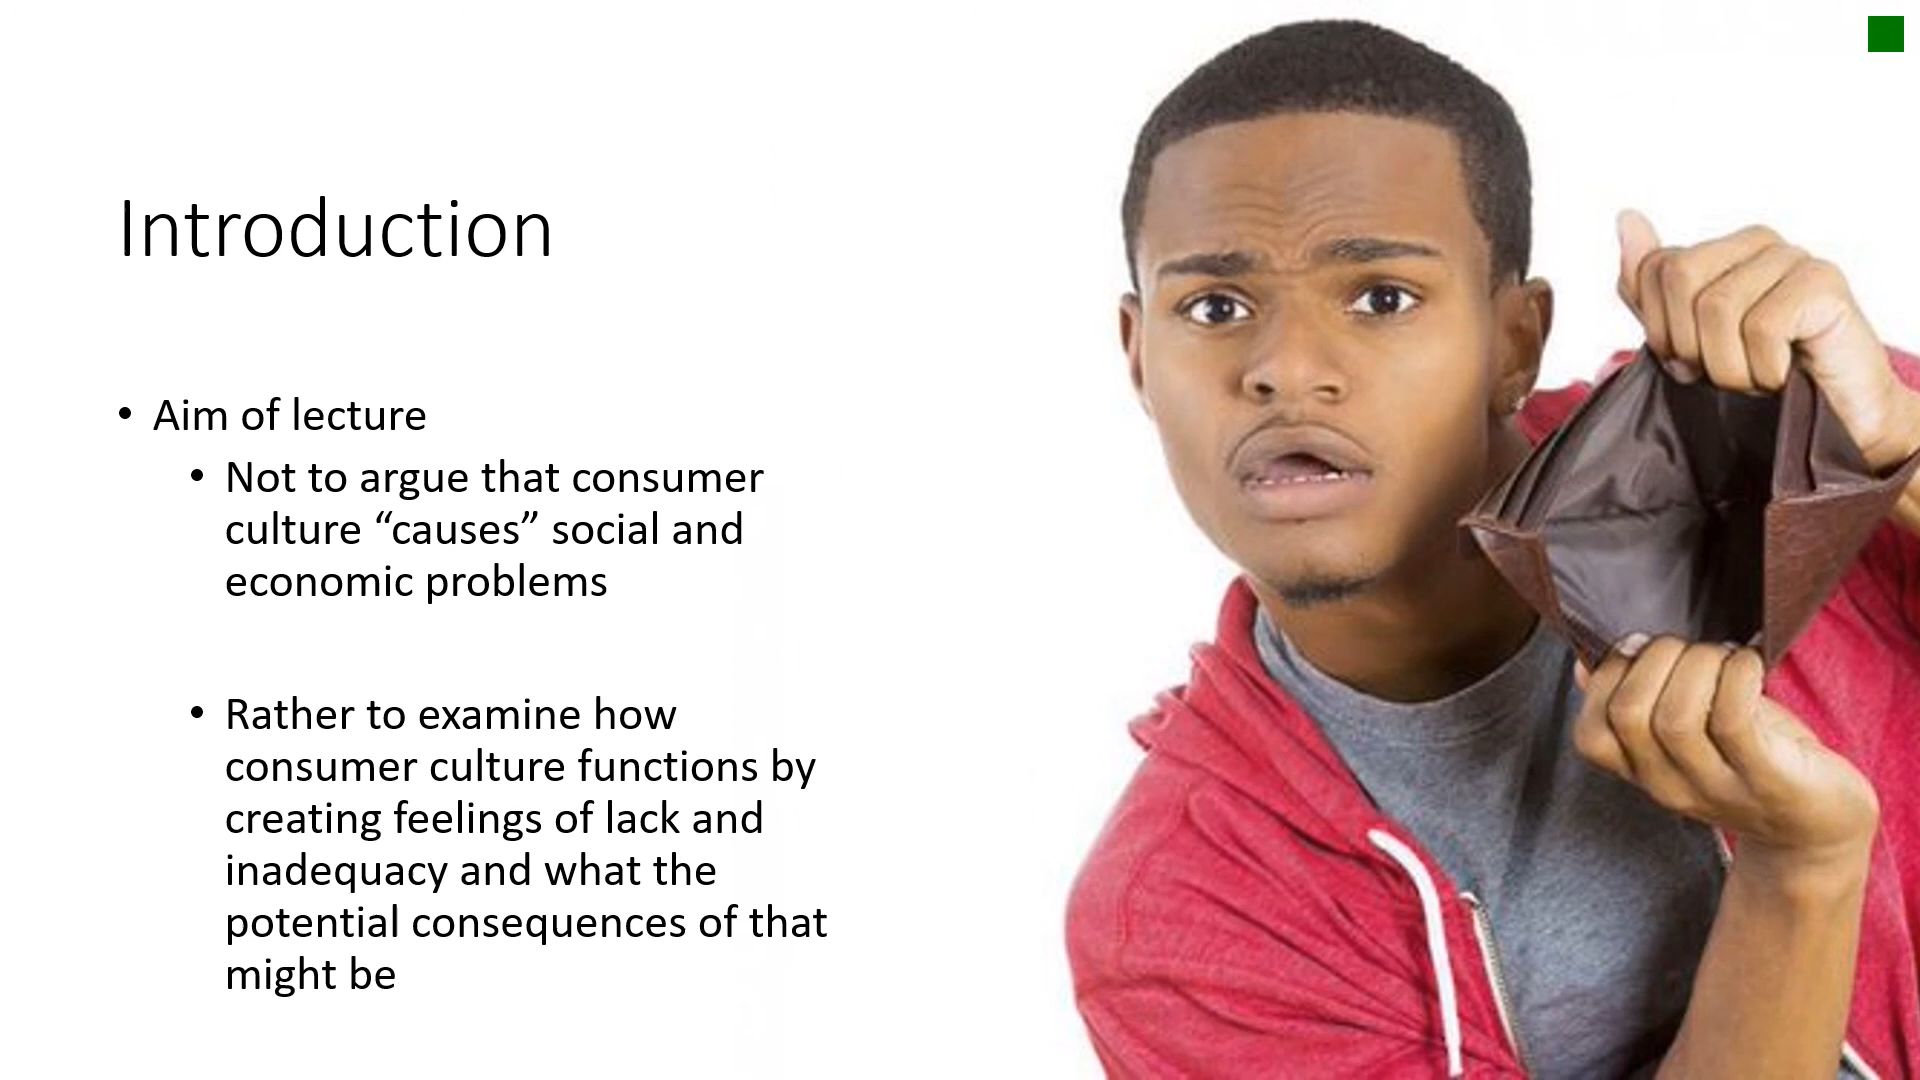 Introduction
• Aim of lecture
• Not to argue that consumer
culture “causes” social and
economic problems
• Rather to examine how
consumer culture functions by
creating feelings of lack and
inadequacy and what the
potential consequences of that
might be